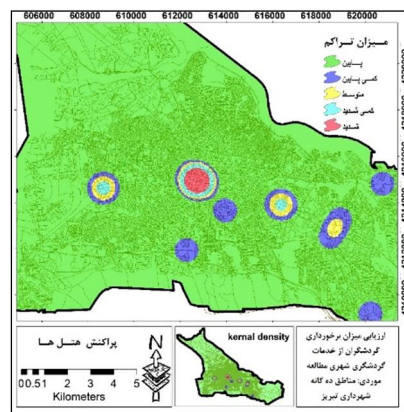 606000 608000 610000 612000 614000 616000 618000 620000
میزان تراکم
پایین
کمی پایین
متوسط
کمی شدید
شدید
پراکنش هتل ها
N
0 0.5 1 2 3 4 5
Kilometers
kernal density
ارزیابی میزان برخورداری
گردشگران از خدمات
گردشگری شهری مطالعه
موردی: مناطق ده گانه
شهرداری تبریز